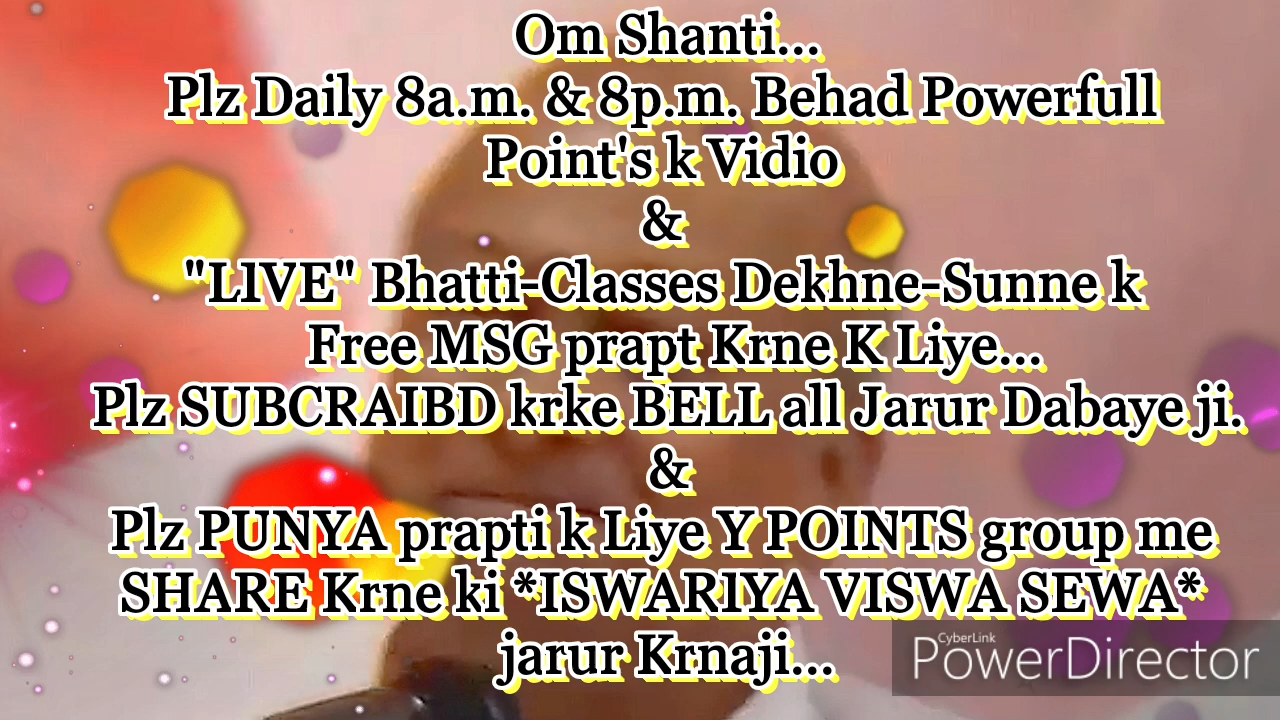 Om Shanti...
Plz Daily 8a.m. & 8p.m. Behad Powerfull
Point's k Vidio
&
"LIVE" Bhatti-Classes Dekhne-Sunne k
Free MSG prapt Krne K Liye...
Plz SUBCRAIBD krke BELL all Jarur Dabaye ji.
&
Plz PUNYA prapti k Liye Y POINTS group me
SHARE Krne ki *ISWARIYA VISWA SEWA*
jarur Krnaji...
CyberLink
PowerDirector